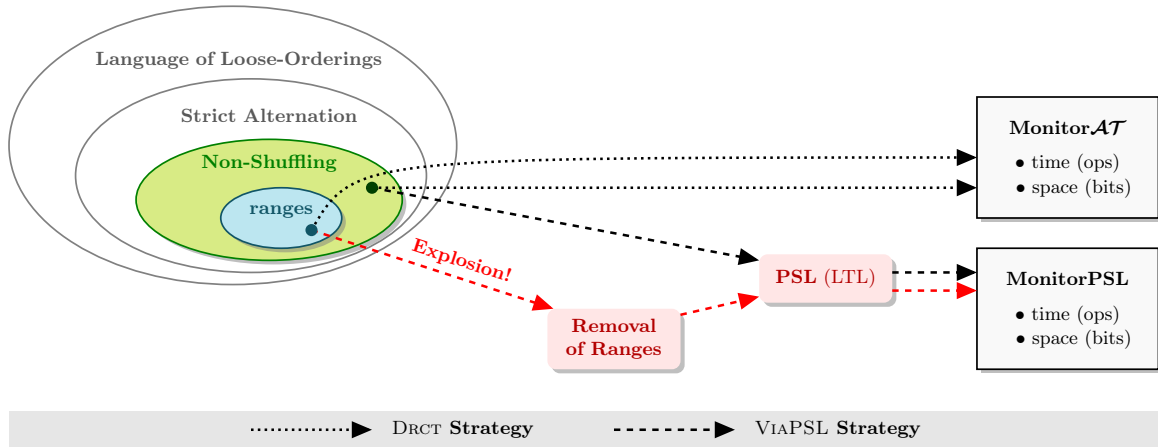 Language of Loose-Orderings
Strict Alternation
Non-Shuffling
ranges
Explosion!
Removal
of Ranges
PSL (LTL)
Monitor𝒜𝒯
• time (ops)
• space (bits)
MonitorPSL
• time (ops)
• space (bits)
Drct Strategy
ViaPSL Strategy